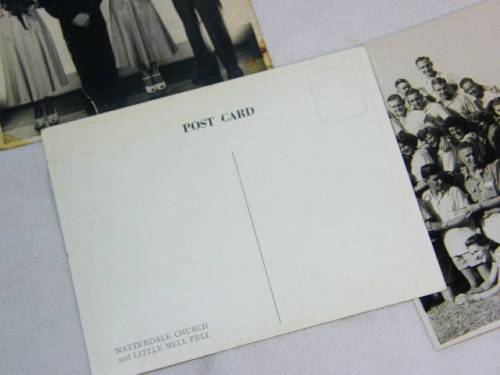 POST CARD
MATTERDALE CHURCH
and LITTLE MELL FELL